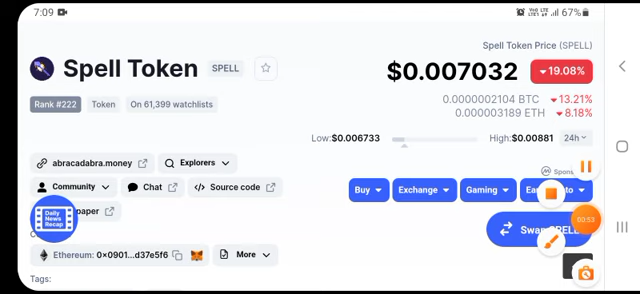 7:09
67%
Spell Token Price (SPELL)
Spell Token SPELL
$0.007032 19.08%
Rank #222 Token On 61,399 watchlists
0.0000002104 BTC 13.21%
0.000003189 ETH 8.18%
Low:$0.006733 High:$0.00881 24h
abracadabra.money Explorers
Community Chat Source code
Buy Exchange Gaming
Daily News Recap
00:53
Swap
Ethereum: 0x0901...d37e5f6 More
Tags: